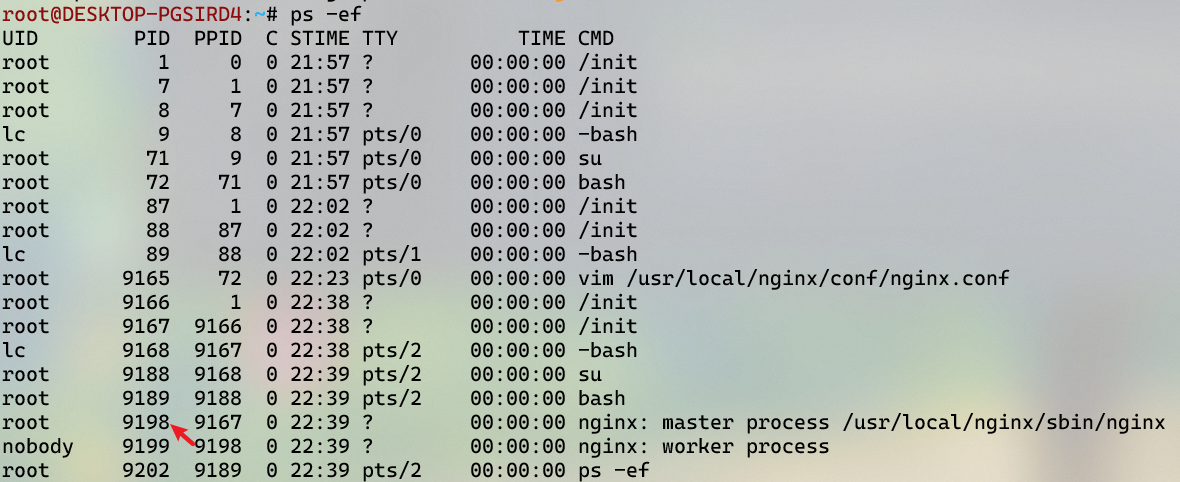 root@DESKTOP-PGSIRD4:~# ps -ef
UID        PID  PPID  C STIME TTY          TIME CMD
root         1     0  0 21:57 ?        00:00:00 /init
root         7     1  0 21:57 ?        00:00:00 /init
root         8     7  0 21:57 ?        00:00:00 /init
lc           9     8  0 21:57 pts/0    00:00:00 -bash
root        71     9  0 21:57 pts/0    00:00:00 su
root        72    71  0 21:57 pts/0    00:00:00 bash
root        87     1  0 22:02 ?        00:00:00 /init
root        88    87  0 22:02 ?        00:00:00 /init
lc          89    88  0 22:02 pts/1    00:00:00 -bash
root      9165    72  0 22:23 pts/0    00:00:00 vim /usr/local/nginx/conf/nginx.conf
root      9166     1  0 22:38 ?        00:00:00 /init
root      9167  9166  0 22:38 ?        00:00:00 /init
lc        9168  9167  0 22:38 pts/2    00:00:00 -bash
root      9188  9168  0 22:39 pts/2    00:00:00 su
root      9189  9188  0 22:39 pts/2    00:00:00 bash
root      9198  9167  0 22:39 ?        00:00:00 nginx: master process /usr/local/nginx/sbin/nginx
nobody    9199  9198  0 22:39 ?        00:00:00 nginx: worker process
root      9202  9189  0 22:39 pts/2    00:00:00 ps -ef